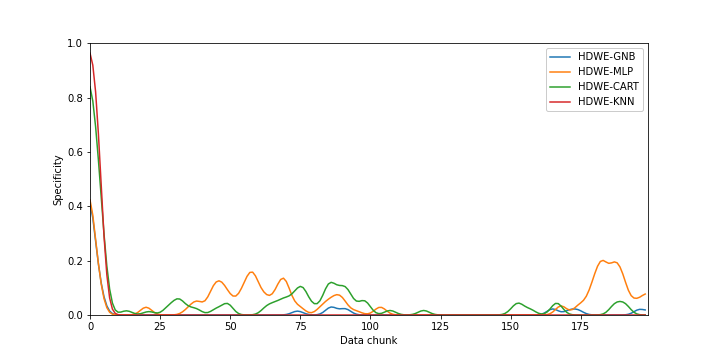 1.0
0.8
0.6
0.4
0.2
0.0
Specificity
0 25 50 75 100 125 150 175
Data chunk
HDWE-GNB
HDWE-MLP
HDWE-CART
HDWE-KNN